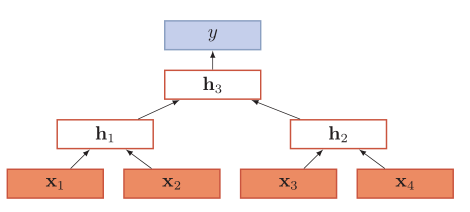 y
h₃
h₁ h₂
x₁ x₂ x₃ x₄